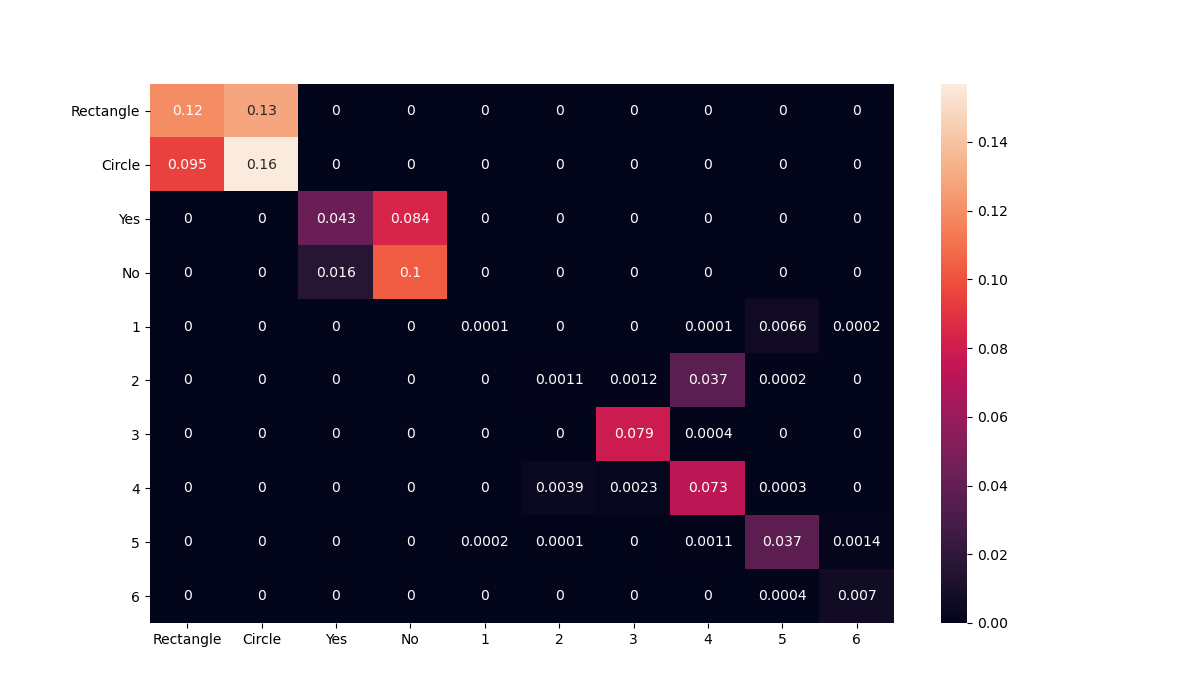 Rectangle 0.12 0.13 0 0 0 0 0 0 0 0
Circle 0.095 0.16 0 0 0 0 0 0 0 0
Yes 0 0 0.043 0.084 0 0 0 0 0 0
No 0 0 0.016 0.1 0 0 0 0 0 0
1 0 0 0 0 0.0001 0 0 0.0001 0.0066 0.0002
2 0 0 0 0 0 0.0011 0.0012 0.037 0.0002 0
3 0 0 0 0 0 0 0.079 0.0004 0 0
4 0 0 0 0 0 0.0039 0.0023 0.073 0.0003 0
5 0 0 0 0 0.0002 0.0001 0 0.0011 0.037 0.0014
6 0 0 0 0 0 0 0 0 0.0004 0.007
Rectangle Circle Yes No 1 2 3 4 5 6
0.14
0.12
0.10
0.08
0.06
0.04
0.02
0.00